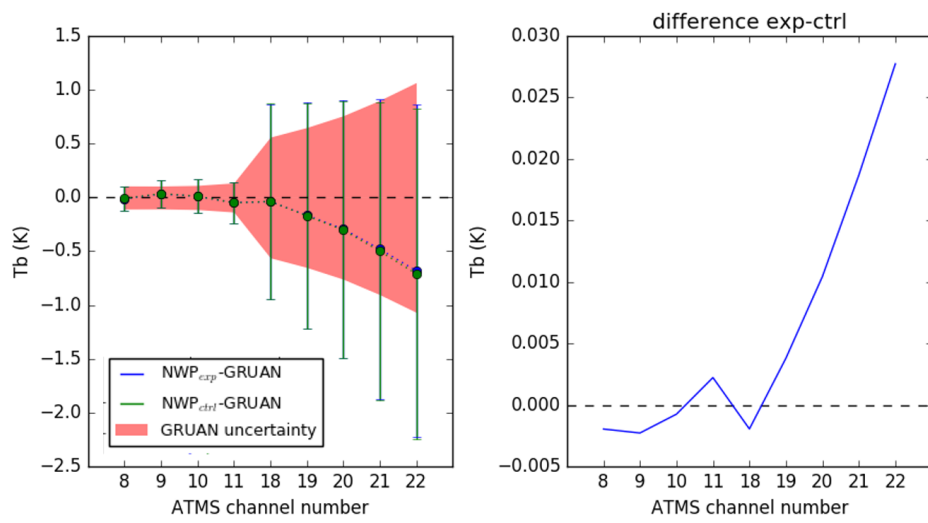 difference exp-ctrl
1.5
1.0
0.5
0.0
−0.5
−1.0
−1.5
−2.0
−2.5
Tb (K)
NWPexp-GRUAN
NWPctrl-GRUAN
GRUAN uncertainty
8 9 10 11 18 19 20 21 22
ATMS channel number
0.030
0.025
0.020
0.015
0.010
0.005
0.000
−0.005
Tb (K)
8 9 10 11 18 19 20 21 22
ATMS channel number